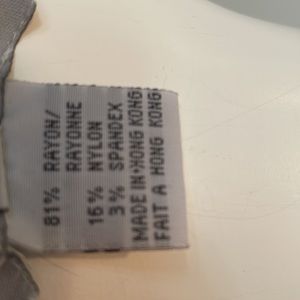 81% RAYON/
RAYONNE
16% NYLON
3% SPANDEX
MADE IN HONG KONG
FAIT A HONG KONG